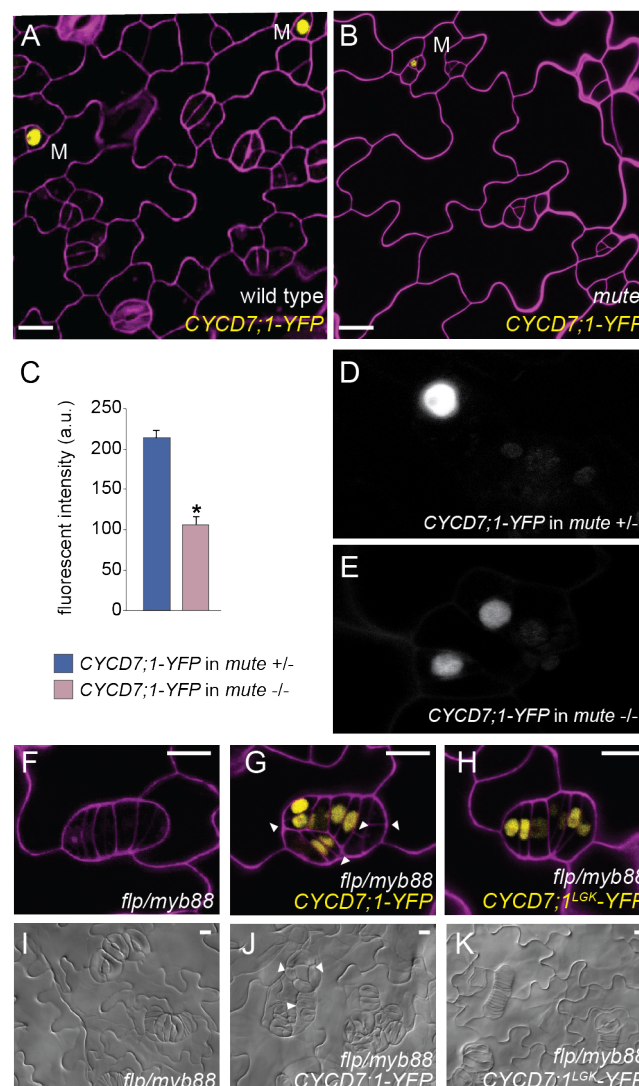 A
M
M
wild type
CYCD7;1-YFP
B
M
mute
CYCD7;1-YFP
C
fluorescent intensity (a.u.)
250
200
150
100
50
0
*
CYCD7;1-YFP in mute +/-
CYCD7;1-YFP in mute -/-
D
CYCD7;1-YFP in mute +/-
E
CYCD7;1-YFP in mute -/-
F
flp/myb88
G
flp/myb88
CYCD7;1-YFP
H
flp/myb88
CYCD7;1LGK-YFP
I
flp/myb88
J
flp/myb88
CYCD7;1-YFP
K
flp/myb88
CYCD7;1LGK-YFP